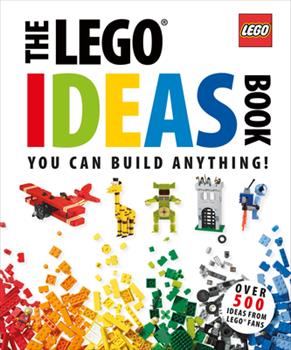 THE LEGO®
LEGO
IDEAS
BOOK
YOU CAN BUILD ANYTHING!
OVER
500
IDEAS FROM
LEGO® FANS